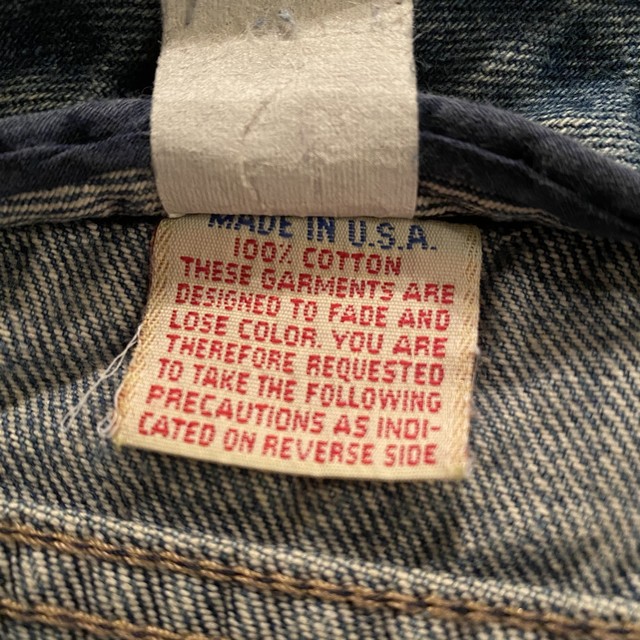 MADE IN U.S.A.
100% COTTON
THESE GARMENTS ARE
DESIGNED TO FADE AND
LOSE COLOR. YOU ARE
THEREFORE REQUESTED
TO TAKE THE FOLLOWING
PRECAUTIONS AS INDI-
CATED ON REVERSE SIDE